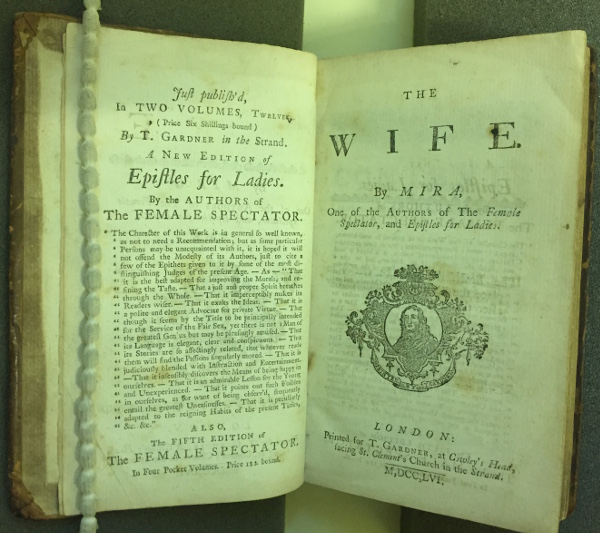 Juſt publiſh'd,
In TWO VOLUMES, TWELVES,
(Price Six Shillings bound)
By T. GARDNER in the Strand.
A NEW EDITION of
Epiſtles for Ladies.
By the AUTHORS of
The FEMALE SPECTATOR.
" The Character of this Work is in general ſo well known,
" as not to need a Recommendation; but as ſome particular
" Perſons may be unacquainted with it, it is hoped it will
" not offend the Modeſty of its Authors, juſt to cite a
" few of the Epithets given to it by ſome of the moſt di-
" ſtinguiſhing Judges of the preſent Age. — As — "That
" it is the beſt adapted for improving the Morals, and re-
" fining the Taſte. — That a juſt and proper Spirit breathes
" through the Whole. — That it imperceptibly makes its
" Readers wiſer. — That it exalts the Ideas. — That it is
" a polite and elegant Advocate for private Virtue. — That
" though it ſeems by the Title to be principally intended
" for the Service of the Fair Sex, yet there is not a Man of
" the greateſt Genius but may be pleaſingly amuſed. — That
" its Language is elegant, clear and conſpicuous. — That
" its Stories are ſo affectingly related, that whoever reads
" them will find the Paſſions ſingularly moved. — That it is
" judiciously blended with Inſtruction and Entertainment.
" — That it inſenſibly diſcovers the Means of being happy in
" ourſelves. — That it is an admirable Leſſon for the Young
" and Unexperienced. — That it points out ſuch Foibles
" in ourſelves, as for want of being obſerv'd, frequently
" entail the greateſt Uneaſineſſes. — That it is peculiarly
" adapted to the reigning Habits of the preſent Times,
" &c. &c."
ALSO,
The FIFTH EDITION of
The FEMALE SPECTATOR.
In Four Pocket Volumes. Price 12s. bound.
THE
WIFE.
By MIRA,
One of the AUTHORS of The Female
Spectator, and Epiſtles for Ladies.
LONDON:
Printed for T. GARDNER, at Cowley's Head,
facing St. Clement's Church in the Strand.
M,DCC,LVI.